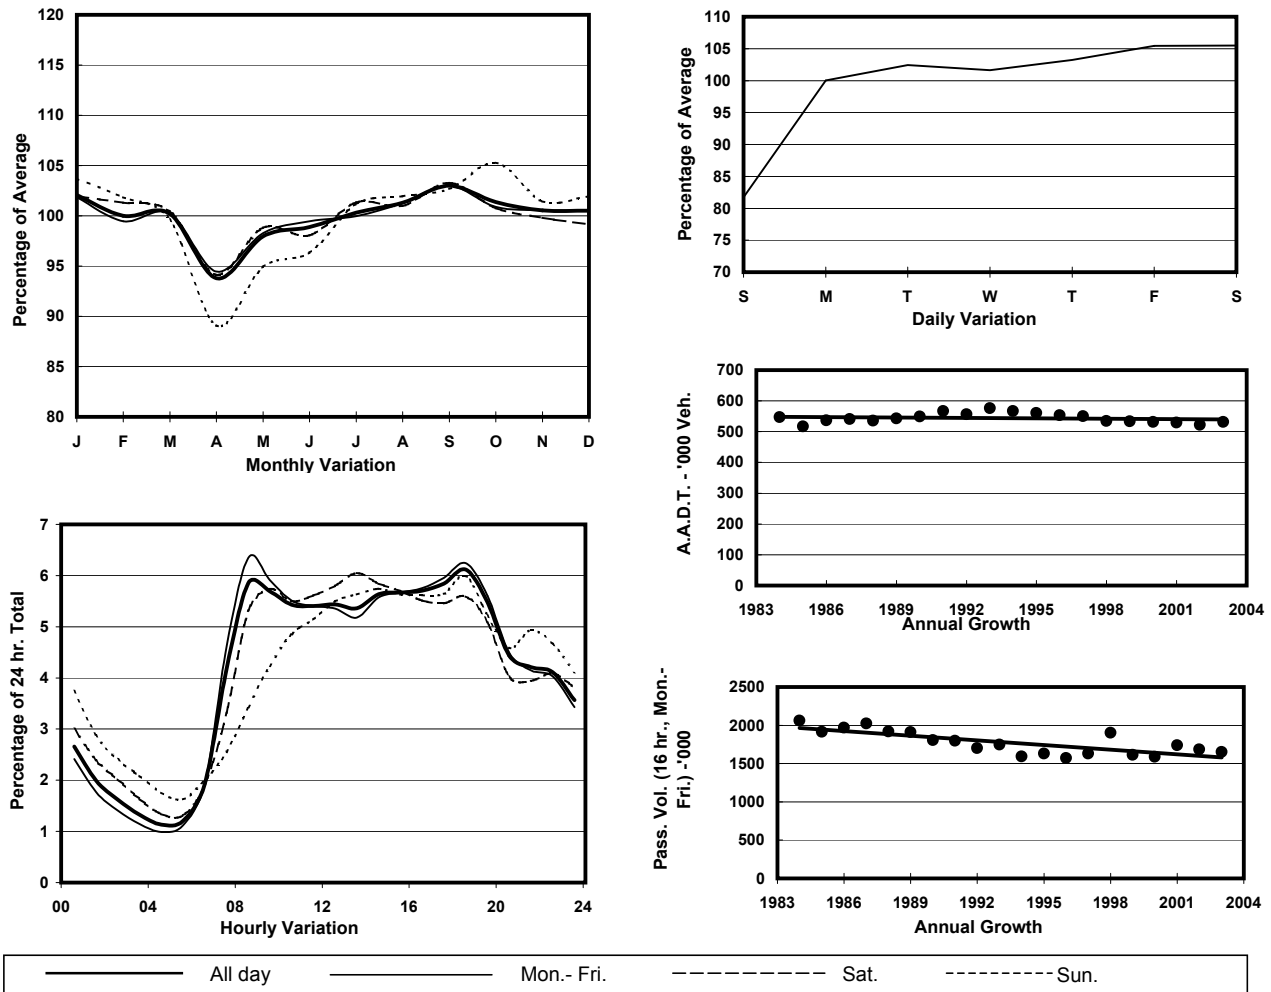 120
115
110
105
100
95
90
85
80
Percentage of Average
J F M A M J J A S O N D
Monthly Variation
110
105
100
95
90
85
80
75
70
Percentage of Average
S M T W T F S
Daily Variation
700
600
500
400
300
200
100
0
A.A.D.T. - '000 Veh.
1983 1986 1989 1992 1995 1998 2001 2004
Annual Growth
7
6
5
4
3
2
1
0
Percentage of 24 hr. Total
00 04 08 12 16 20 24
Hourly Variation
2500
2000
1500
1000
500
0
Pass. Vol. (16 hr., Mon.-
Fri.) -'000
1983 1986 1989 1992 1995 1998 2001 2004
Annual Growth
All day Mon.- Fri. Sat. Sun.